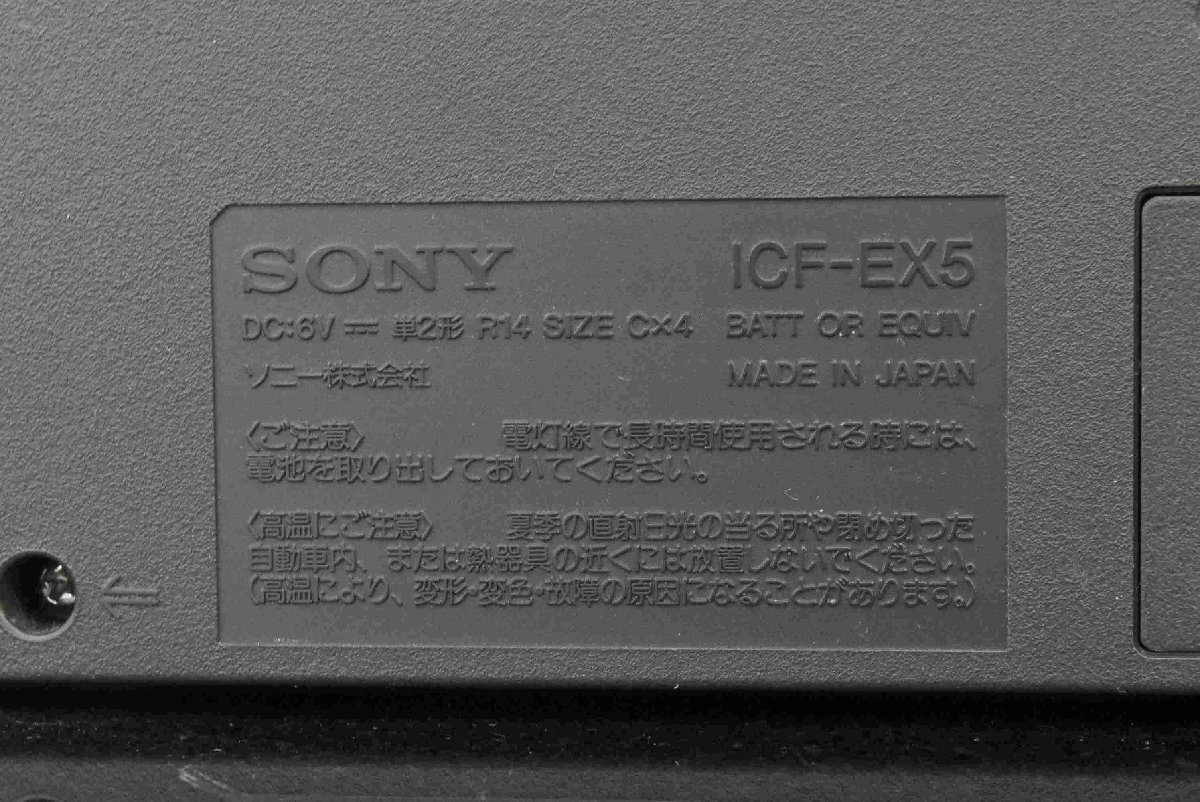 SONY ICF-EX5
DC:6V ⎓ 単2形 R14 SIZE C×4 BATT OR EQUIV
ソニー株式会社 MADE IN JAPAN
〈ご注意〉 電灯線で長時間使用される時には、
電池を取り出しておいてください。
〈高温にご注意〉 夏季の直射日光の当る所や閉め切った
自動車内、または熱器具の近くには放置しないでください。
(高温により、変形・変色・故障の原因になることがあります。)